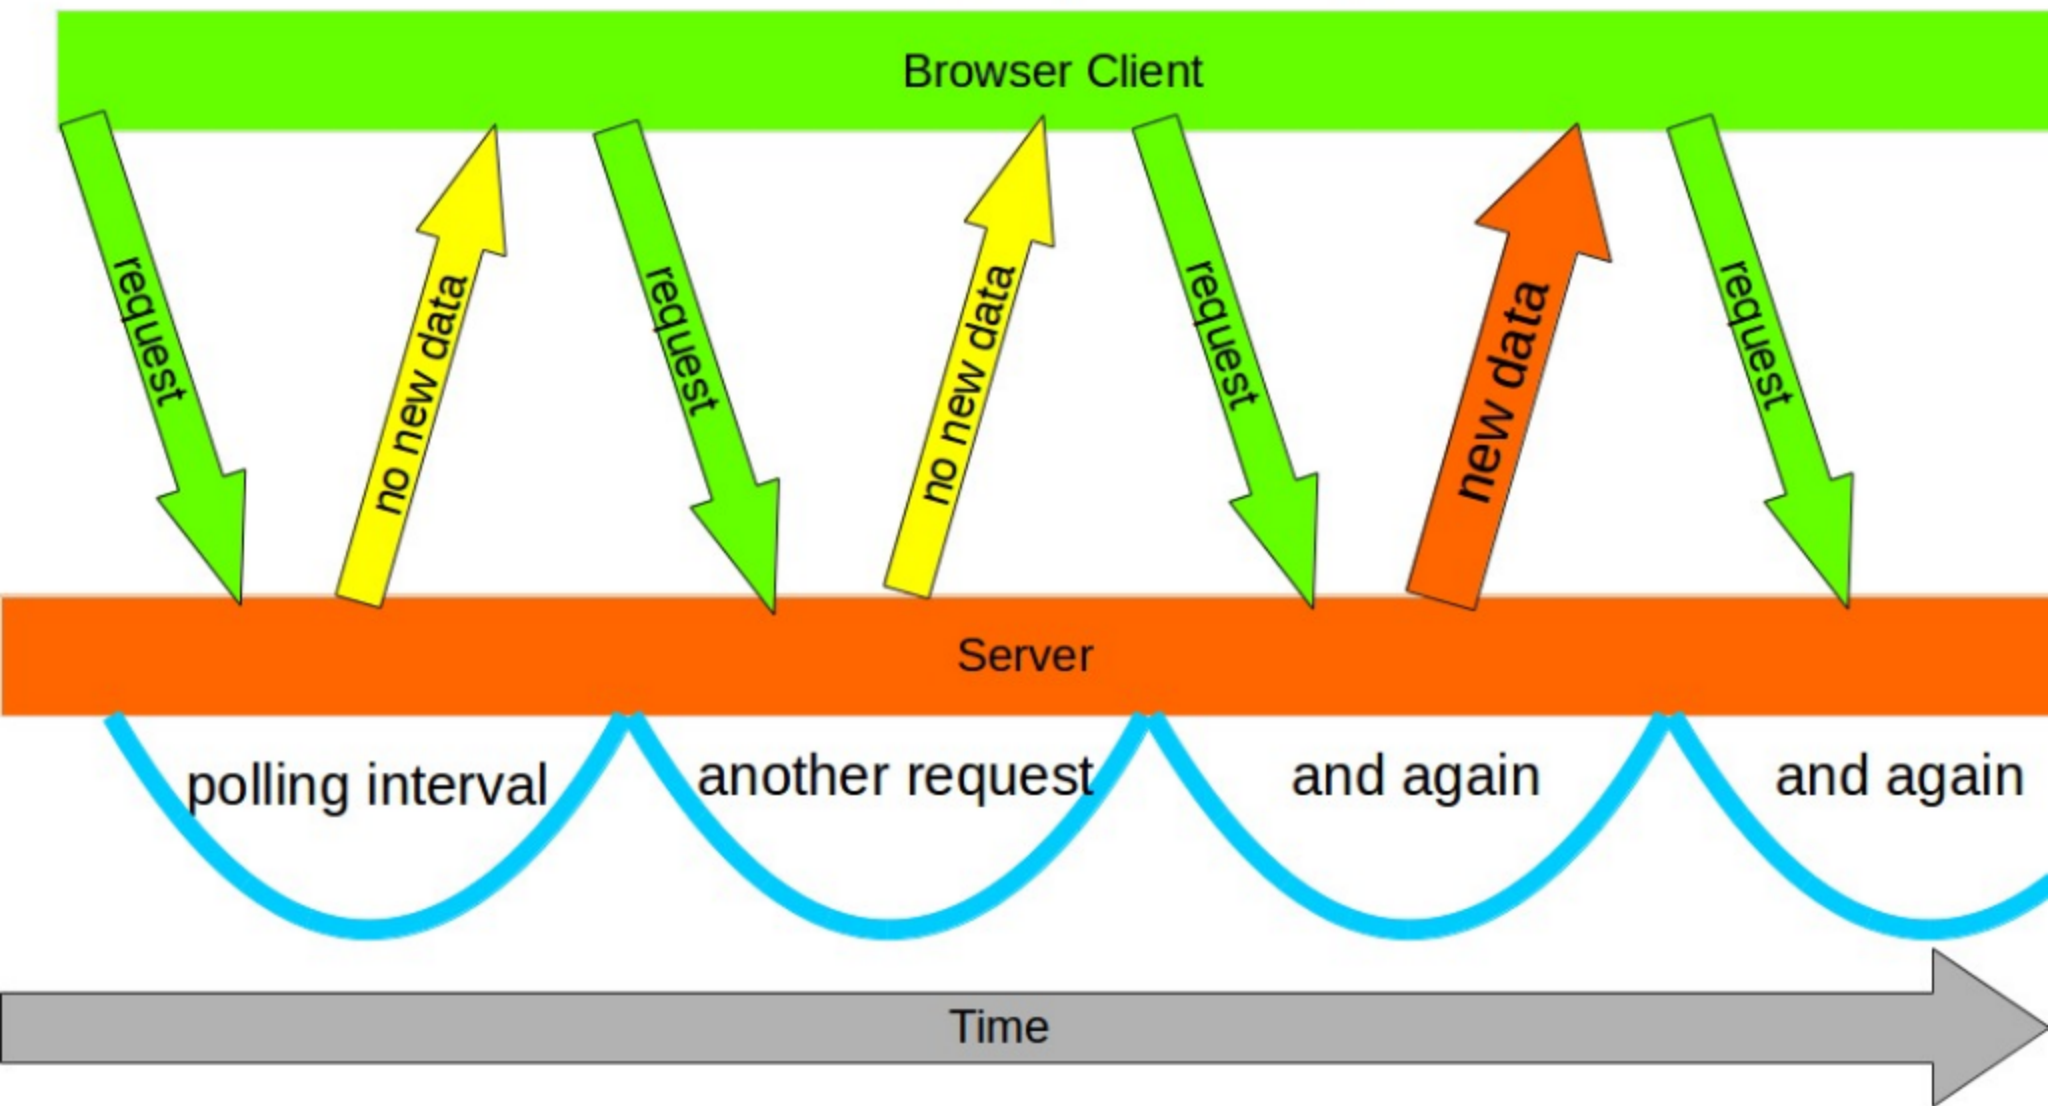 Browser Client
request
no new data
request
no new data
request
new data
request
Server
polling interval
another request
and again
and again
Time